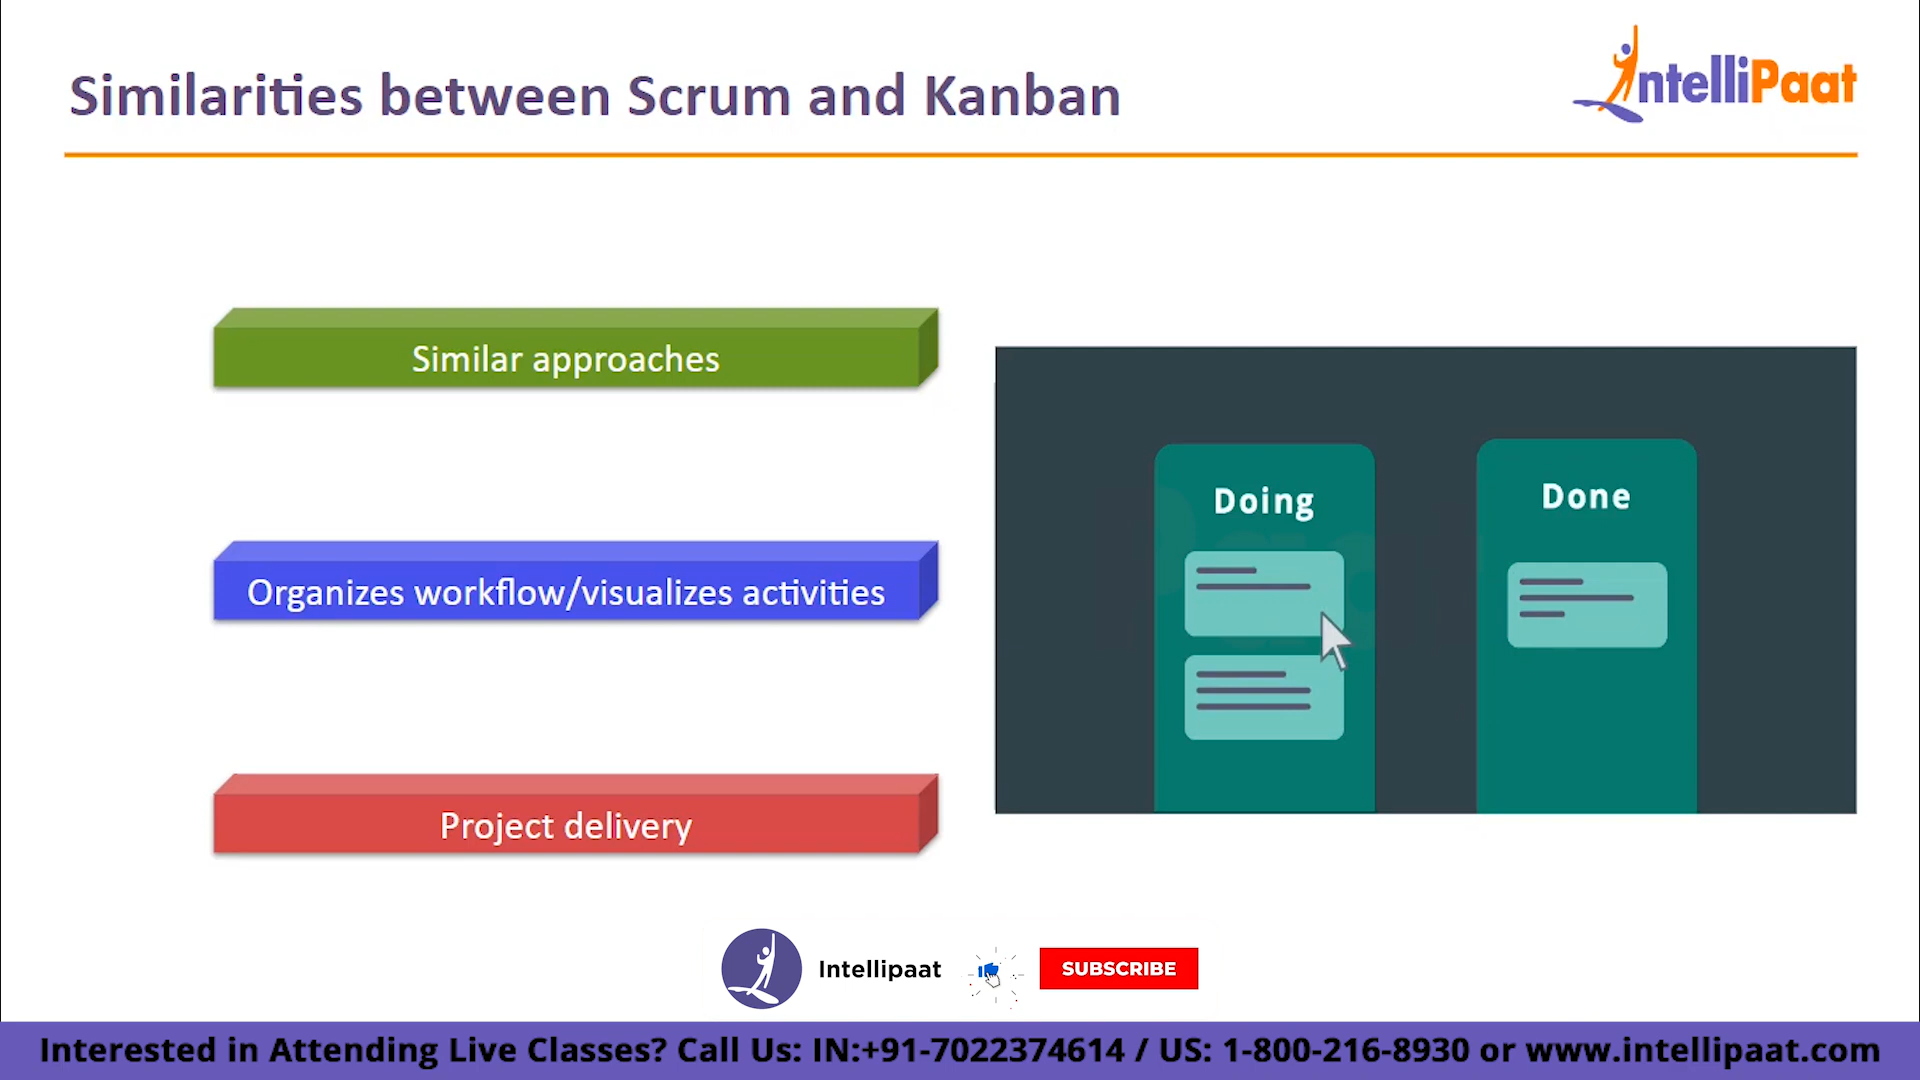 Similarities between Scrum and Kanban
IntelliPaat
Similar approaches
Organizes workflow/visualizes activities
Project delivery
Doing
Done
Intellipaat
SUBSCRIBE
Interested in Attending Live Classes? Call Us: IN:+91-7022374614 / US: 1-800-216-8930 or www.intellipaat.com